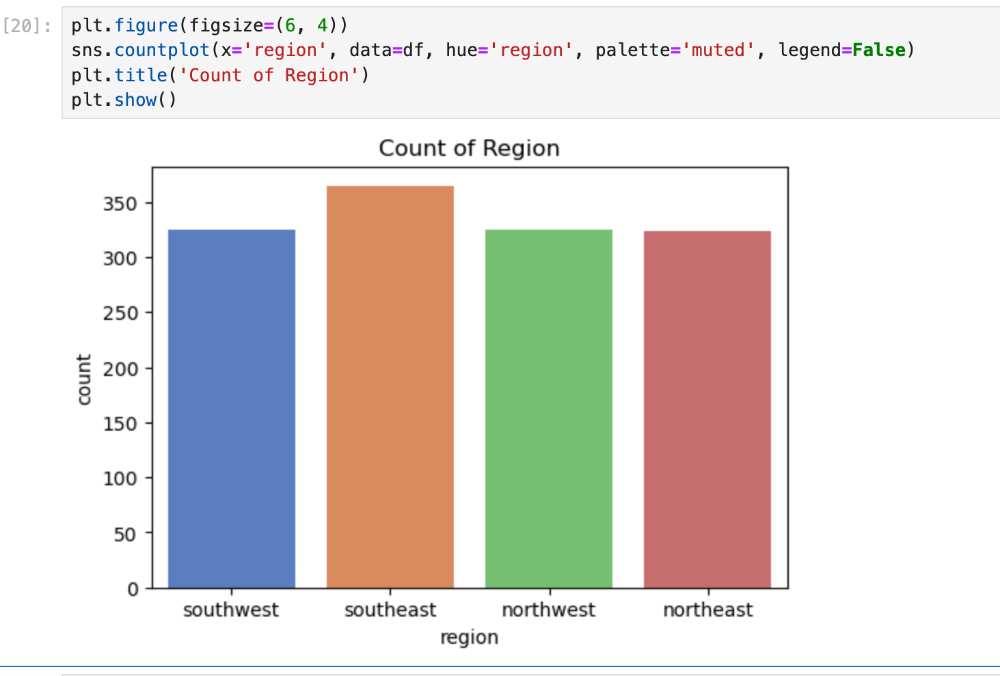 [20]:
plt.figure(figsize=(6, 4))
sns.countplot(x='region', data=df, hue='region', palette='muted', legend=False)
plt.title('Count of Region')
plt.show()
Count of Region
350
300
250
200
150
100
50
0
count
southwest southeast northwest northeast
region